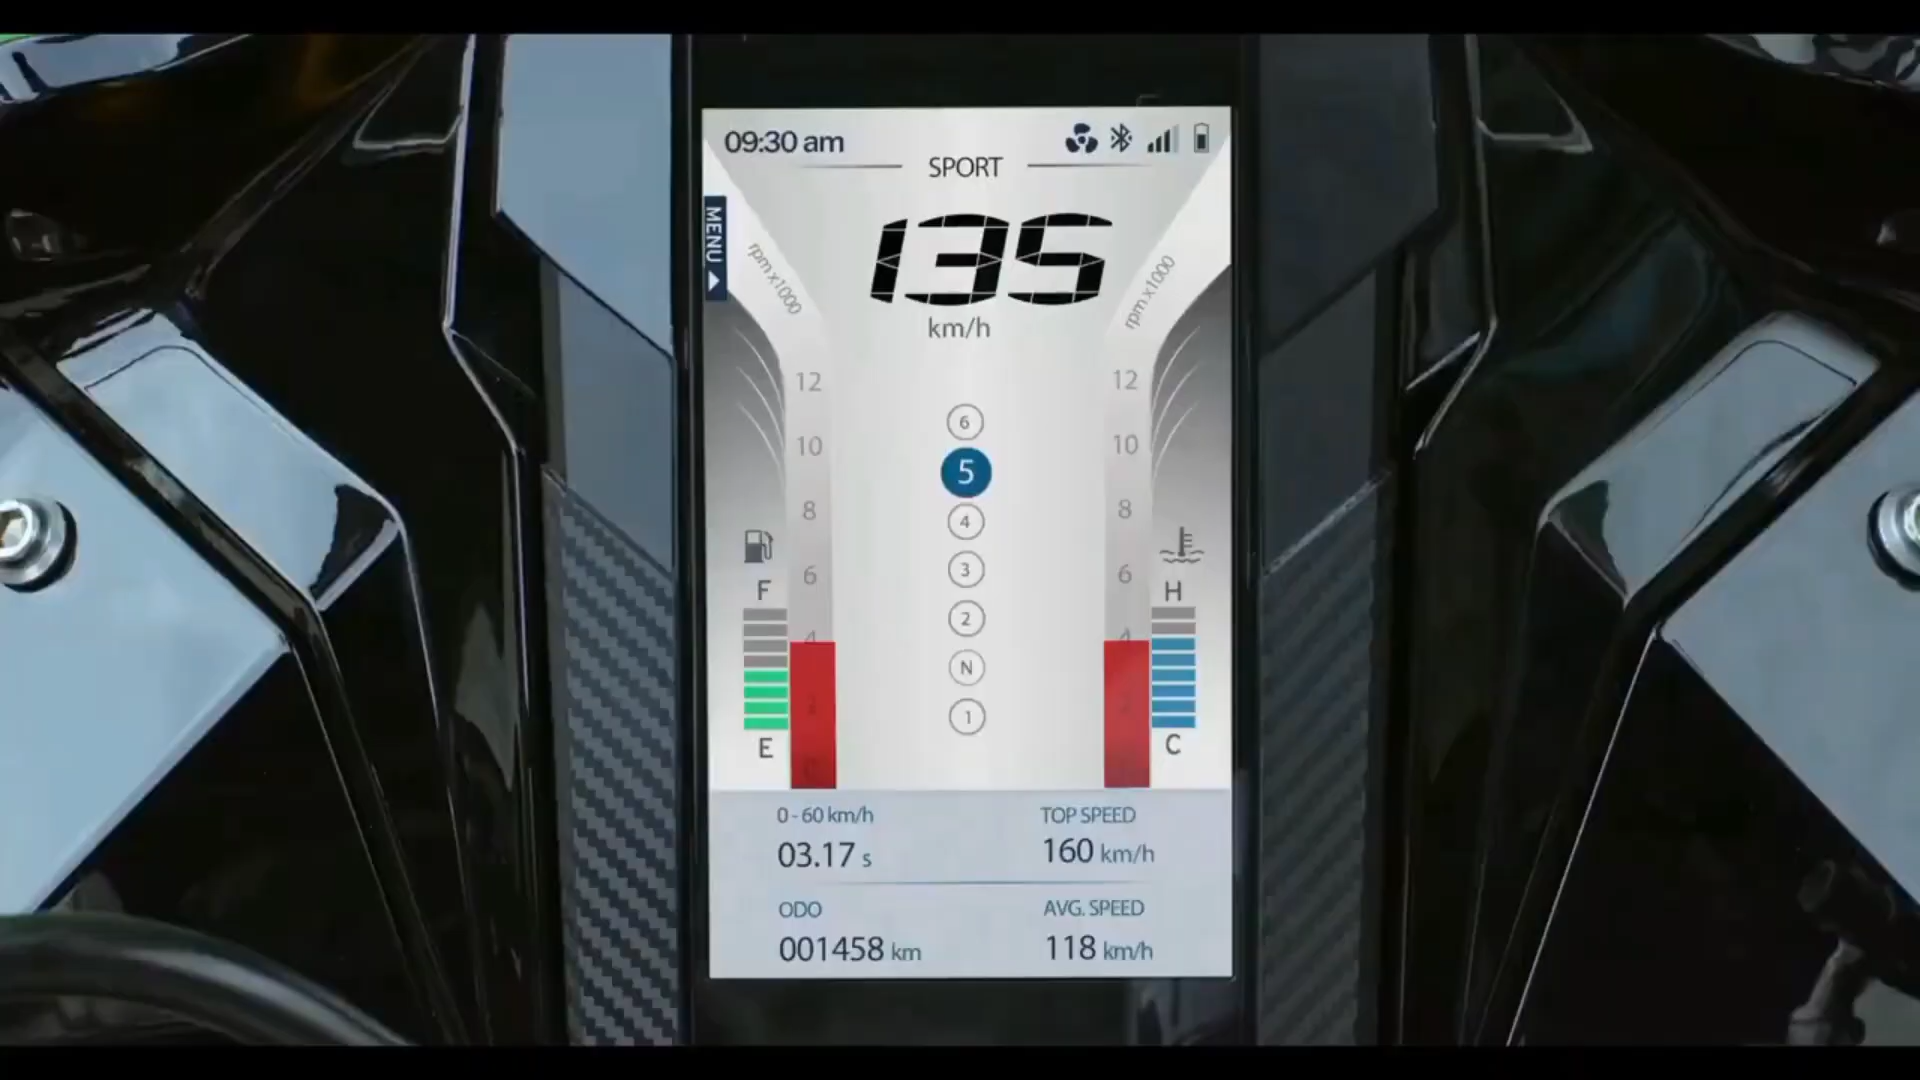 09:30 am
SPORT
MENU
135
km/h
rpm x1000
rpm x1000
12
10
8
6
4
12
10
8
6
4
6
5
4
3
2
N
1
F
E
H
C
0 - 60 km/h
03.17 s
TOP SPEED
160 km/h
ODO
001458 km
AVG. SPEED
118 km/h